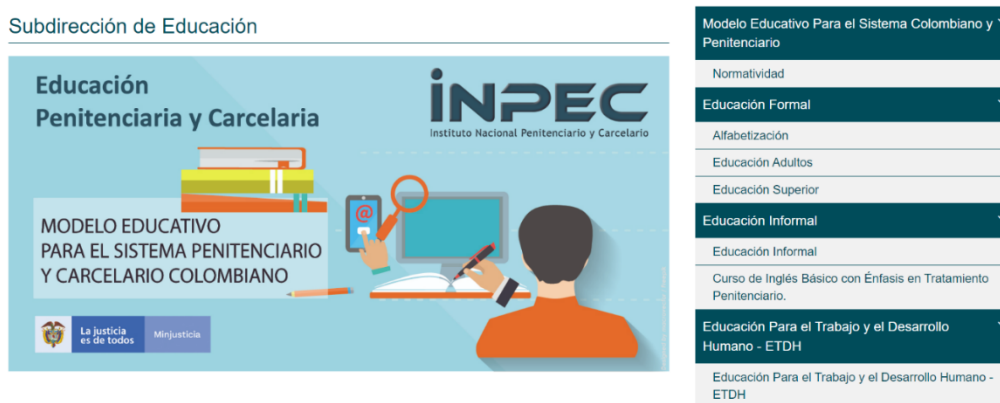 Subdirección de Educación
Educación
Penitenciaria y Carcelaria
INPEC
Instituto Nacional Penitenciario y Carcelario
@
MODELO EDUCATIVO
PARA EL SISTEMA PENITENCIARIO
Y CARCELARIO COLOMBIANO
La justicia
es de todos
Minjusticia
Modelo Educativo Para el Sistema Colombiano y
Penitenciario
Normatividad
Educación Formal
Alfabetización
Educación Adultos
Educación Superior
Educación Informal
Educación Informal
Curso de Inglés Básico con Énfasis en Tratamiento
Penitenciario.
Educación Para el Trabajo y el Desarrollo
Humano - ETDH
Educación Para el Trabajo y el Desarrollo Humano -
ETDH